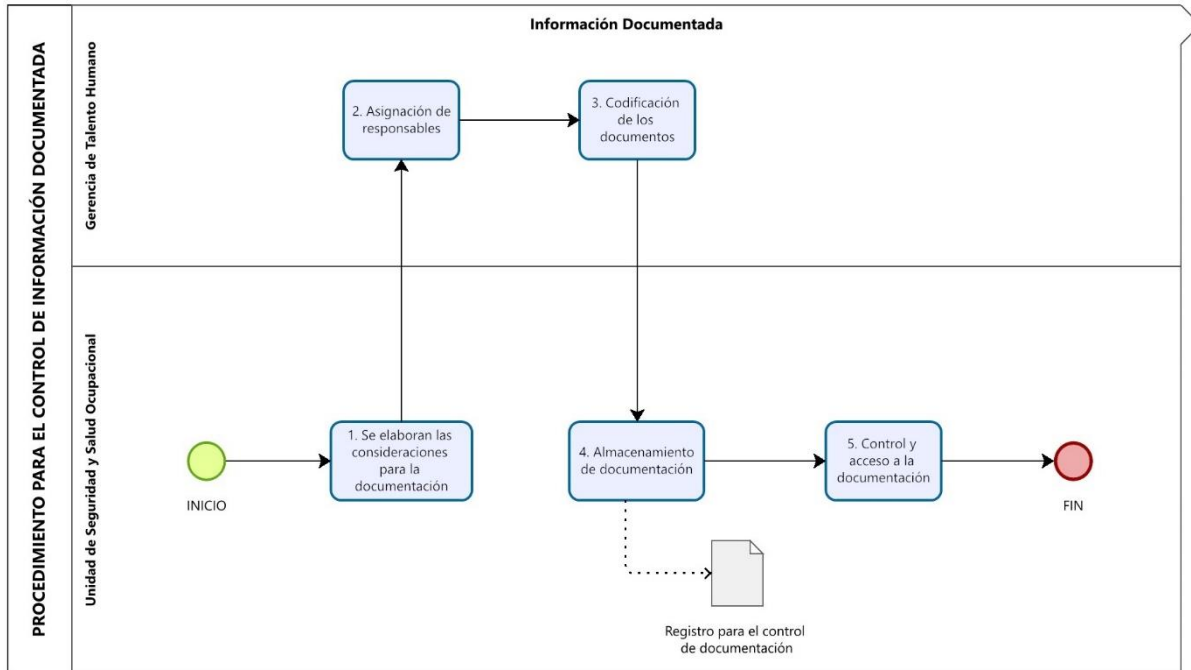 PROCEDIMIENTO PARA EL CONTROL DE INFORMACIÓN DOCUMENTADA
Información Documentada
Gerencia de Talento Humano
2. Asignación de
responsables
3. Codificación
de los
documentos
Unidad de Seguridad y Salud Ocupacional
INICIO
1. Se elaboran las
consideraciones
para la
documentación
4. Almacenamiento
de documentación
5. Control y
acceso a la
documentación
FIN
Registro para el control
de documentación